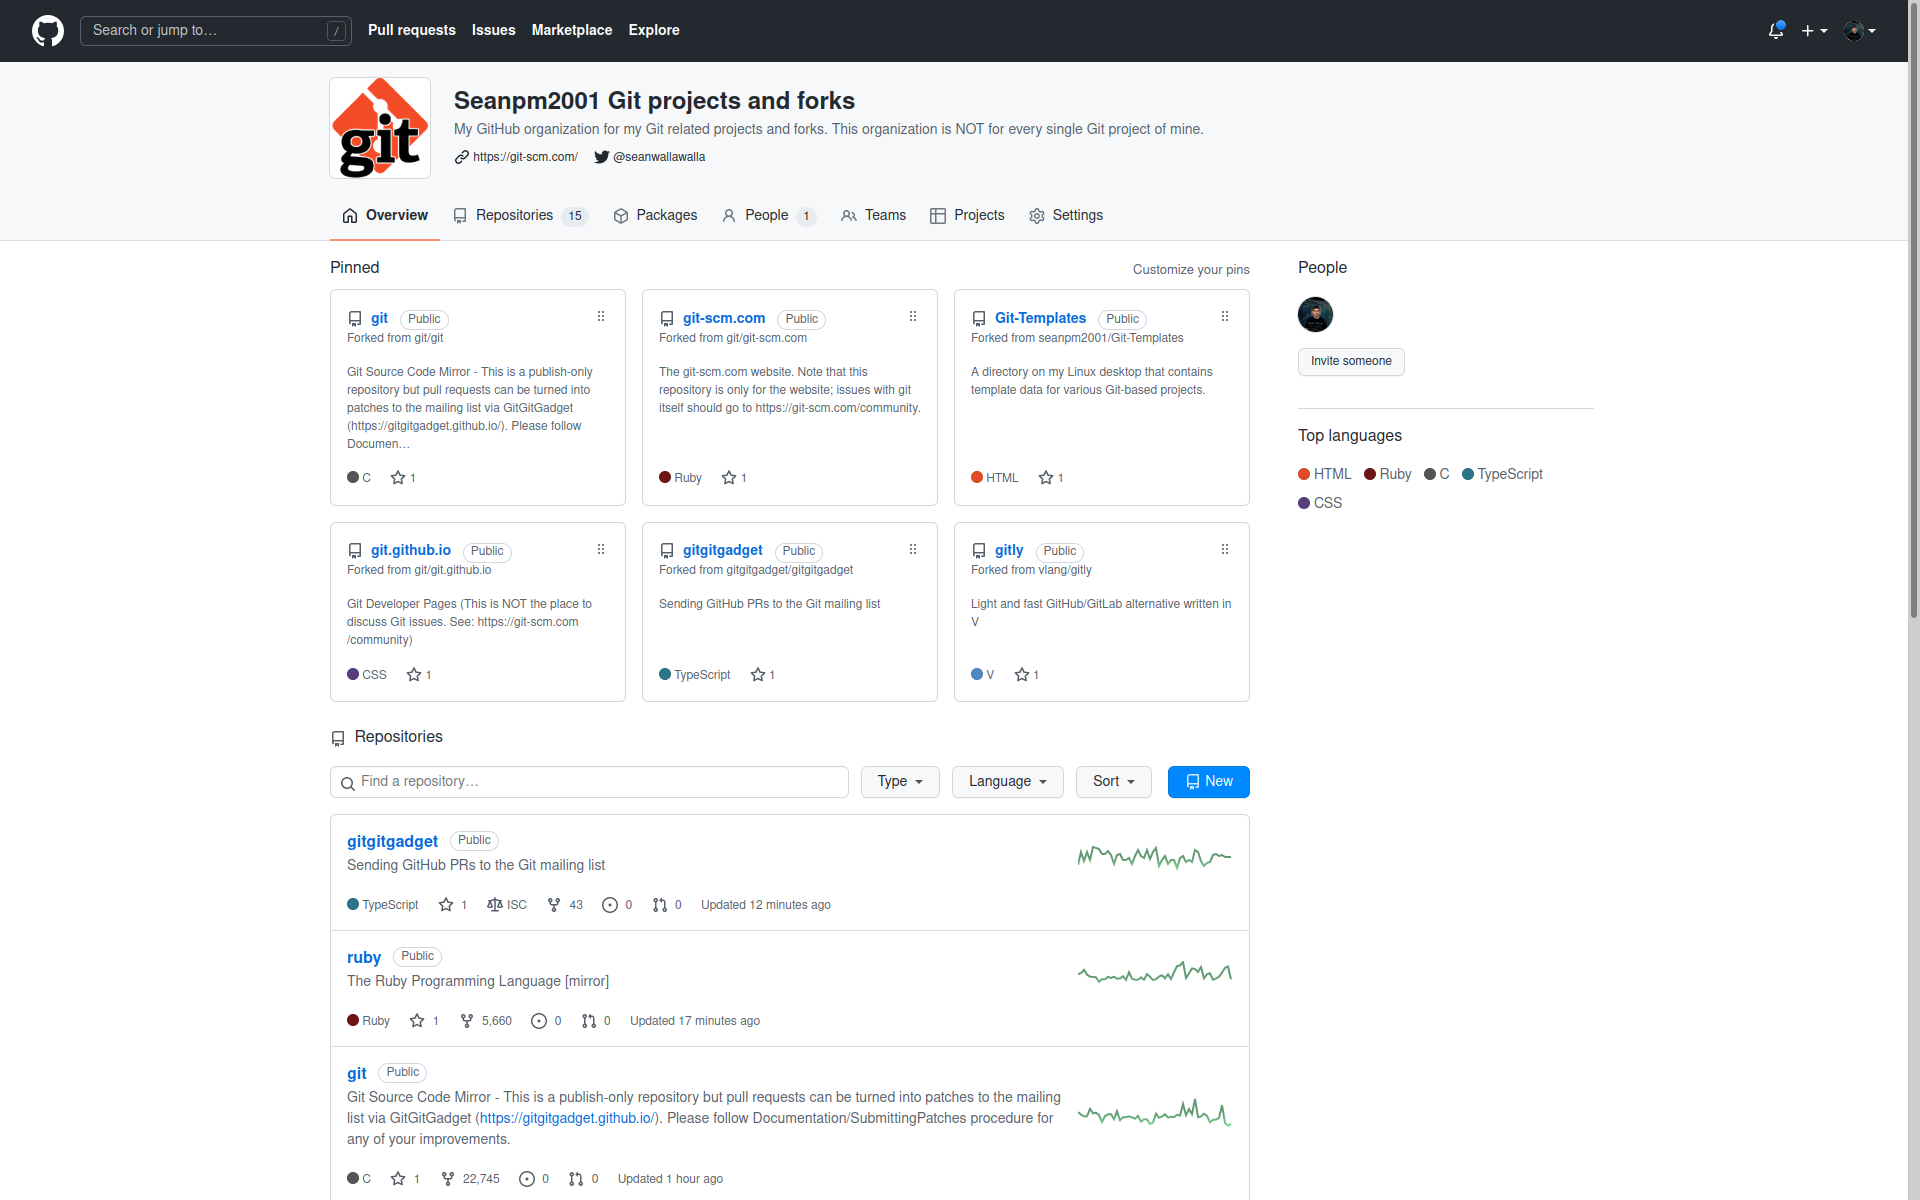 Search or jump to…
/
Pull requests
Issues
Marketplace
Explore
git
Seanpm2001 Git projects and forks
My GitHub organization for my Git related projects and forks. This organization is NOT for every single Git project of mine.
https://git-scm.com/
@seanwallawalla
Overview
Repositories 15
Packages
People 1
Teams
Projects
Settings
Pinned
Customize your pins
git Public
Forked from git/git
Git Source Code Mirror - This is a publish-only
repository but pull requests can be turned into
patches to the mailing list via GitGitGadget
(https://gitgitgadget.github.io/). Please follow
Documen…
C 1
git-scm.com Public
Forked from git/git-scm.com
The git-scm.com website. Note that this
repository is only for the website; issues with git
itself should go to https://git-scm.com/community.
Ruby 1
Git-Templates Public
Forked from seanpm2001/Git-Templates
A directory on my Linux desktop that contains
template data for various Git-based projects.
HTML 1
git.github.io Public
Forked from git/git.github.io
Git Developer Pages (This is NOT the place to
discuss Git issues. See: https://git-scm.com
/community)
CSS 1
gitgitgadget Public
Forked from gitgitgadget/gitgitgadget
Sending GitHub PRs to the Git mailing list
TypeScript 1
gitly Public
Forked from vlang/gitly
Light and fast GitHub/GitLab alternative written in
V
V 1
People
Invite someone
Top languages
HTML Ruby C TypeScript
CSS
Repositories
Find a repository…
Type
Language
Sort
New
gitgitgadget Public
Sending GitHub PRs to the Git mailing list
TypeScript 1 ISC 43 0 0 Updated 12 minutes ago
ruby Public
The Ruby Programming Language [mirror]
Ruby 1 5,660 0 0 Updated 17 minutes ago
git Public
Git Source Code Mirror - This is a publish-only repository but pull requests can be turned into patches to the mailing
list via GitGitGadget (https://gitgitgadget.github.io/). Please follow Documentation/SubmittingPatches procedure for
any of your improvements.
C 1 22,745 0 0 Updated 1 hour ago